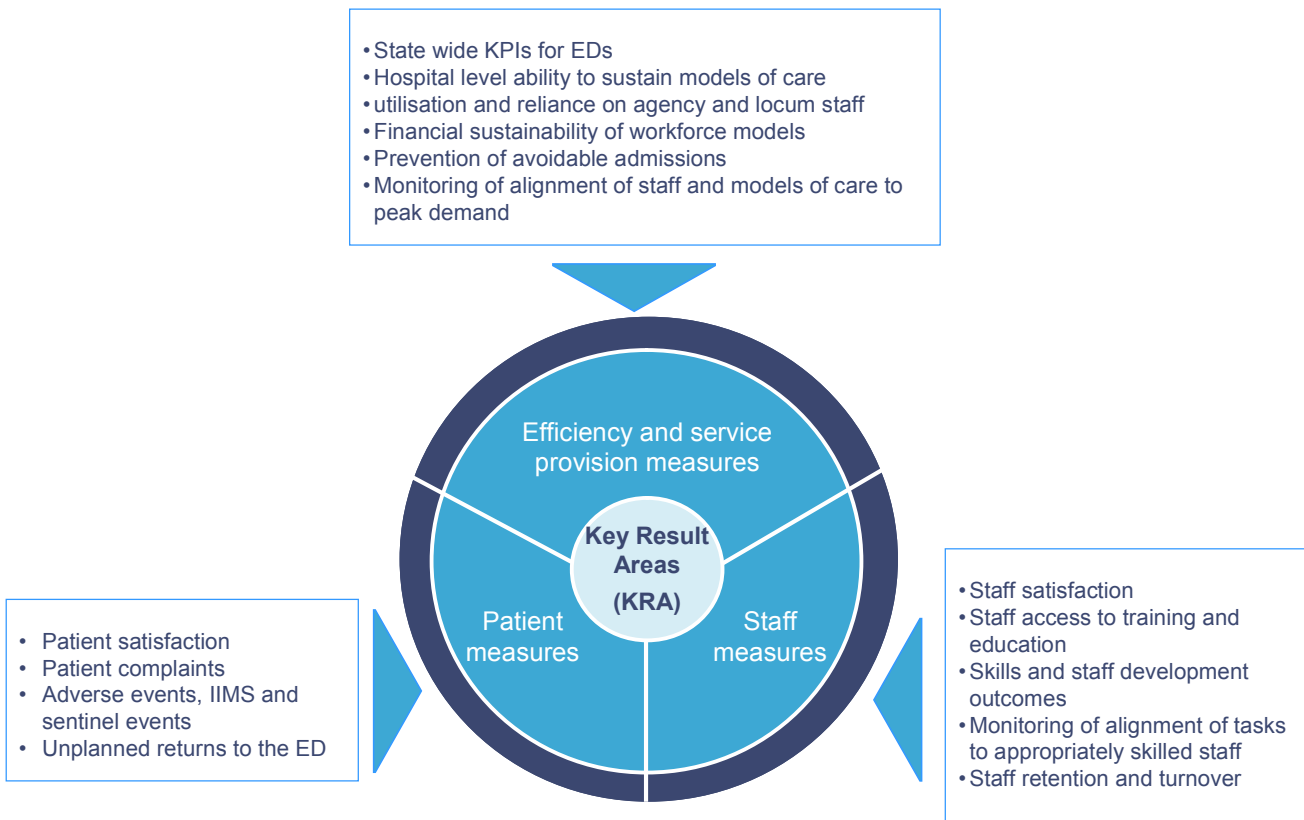 •State wide KPIs for EDs
•Hospital level ability to sustain models of care
•utilisation and reliance on agency and locum staff
•Financial sustainability of workforce models
•Prevention of avoidable admissions
•Monitoring of alignment of staff and models of care to
peak demand
Efficiency and service
provision measures
Key Result
Areas
(KRA)
Patient
measures
Staff
measures
• Patient satisfaction
• Patient complaints
• Adverse events, IIMS and
sentinel events
• Unplanned returns to the ED
•Staff satisfaction
•Staff access to training and
education
•Skills and staff development
outcomes
•Monitoring of alignment of tasks
to appropriately skilled staff
•Staff retention and turnover